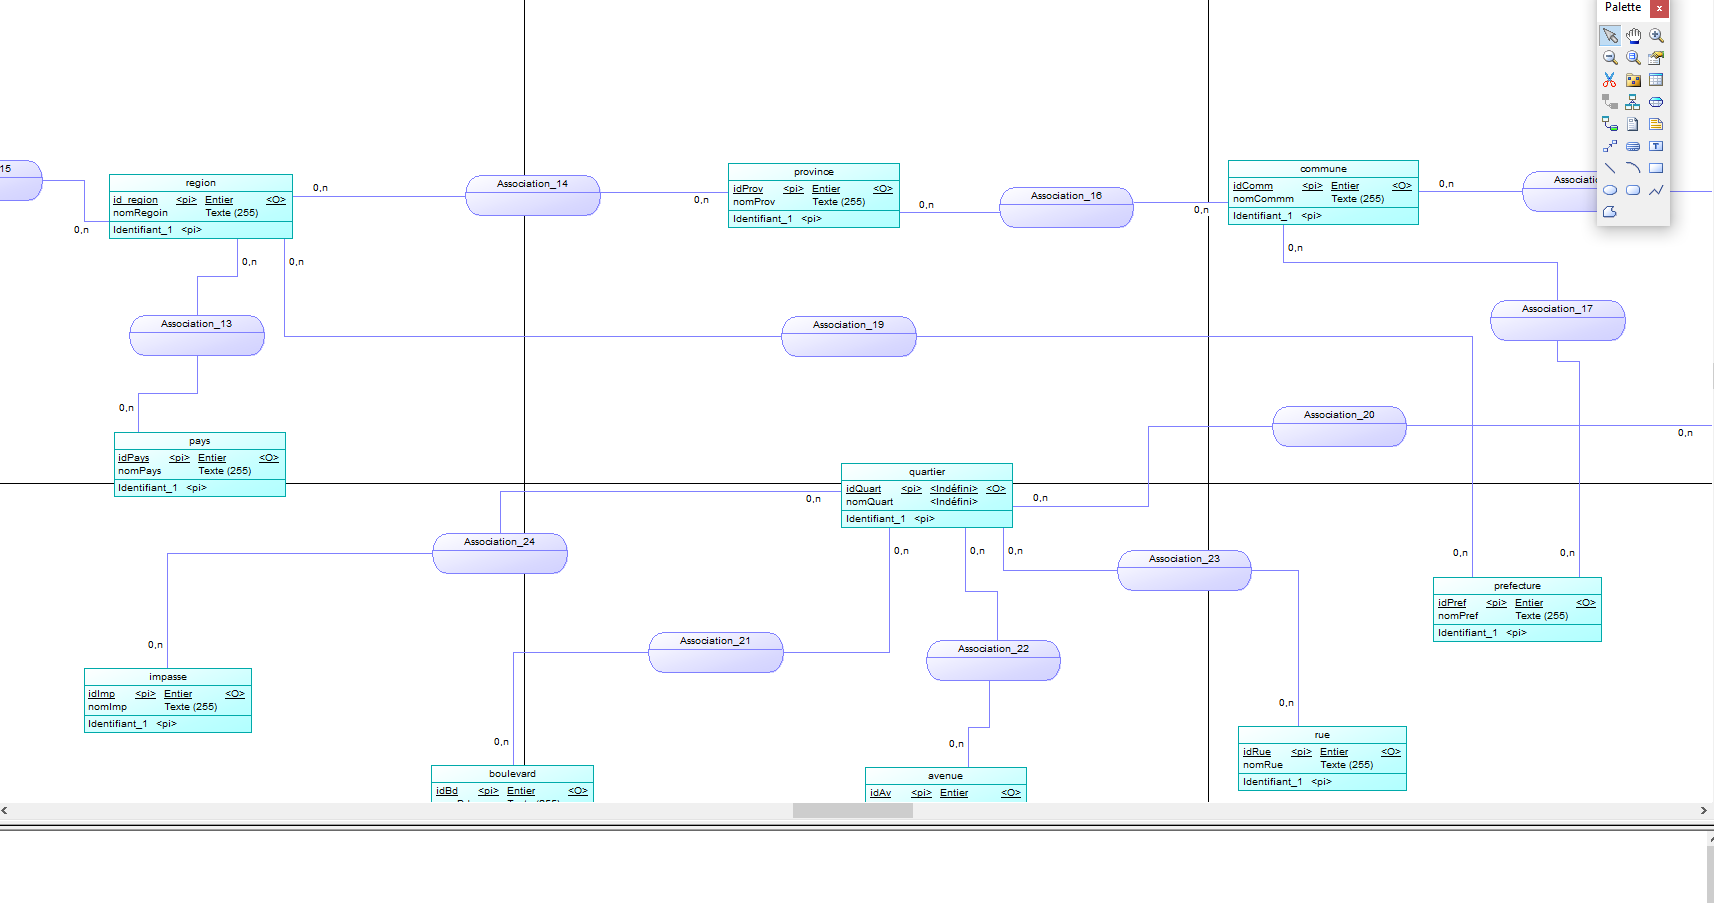 Palette
x
15
0,n
region
id_region <pi> Entier <O>
nomRegoin Texte (255)
Identifiant_1 <pi>
0,n
Association_14
0,n
province
idProv <pi> Entier <O>
nomProv Texte (255)
Identifiant_1 <pi>
0,n
Association_16
0,n
commune
idComm <pi> Entier <O>
nomCommm Texte (255)
Identifiant_1 <pi>
0,n
Associati
0,n
0,n
0,n
Association_13
Association_19
Association_17
0,n
pays
idPays <pi> Entier <O>
nomPays Texte (255)
Identifiant_1 <pi>
Association_20
0,n
quartier
idQuart <pi> <Indéfini> <O>
nomQuart <Indéfini>
Identifiant_1 <pi>
0,n
0,n
0,n
0,n
0,n
Association_24
Association_23
0,n
0,n
prefecture
idPref <pi> Entier <O>
nomPref Texte (255)
Identifiant_1 <pi>
Association_21
Association_22
0,n
impasse
idImp <pi> Entier <O>
nomImp Texte (255)
Identifiant_1 <pi>
0,n
rue
idRue <pi> Entier <O>
nomRue Texte (255)
Identifiant_1 <pi>
0,n
boulevard
idBd <pi> Entier <O>
0,n
avenue
idAv <pi> Entier <O>